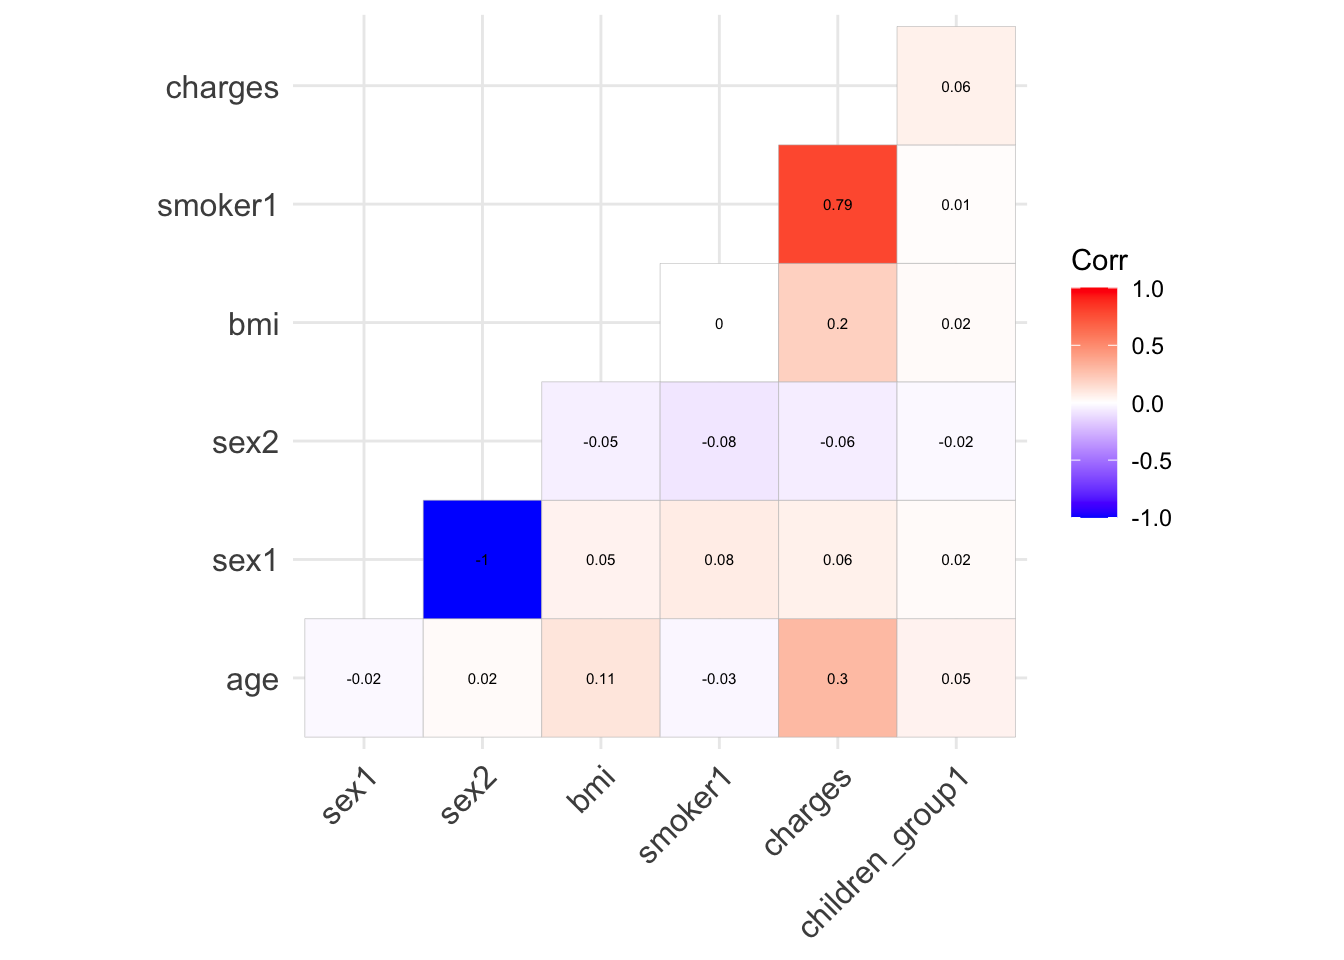 charges
0.06
smoker1
0.79 0.01
bmi
0 0.2 0.02
sex2
-0.05 -0.08 -0.06 -0.02
sex1
-1 0.05 0.08 0.06 0.02
age
-0.02 0.02 0.11 -0.03 0.3 0.05
sex1
sex2
bmi
smoker1
charges
children_group1
Corr
1.0
0.5
0.0
-0.5
-1.0